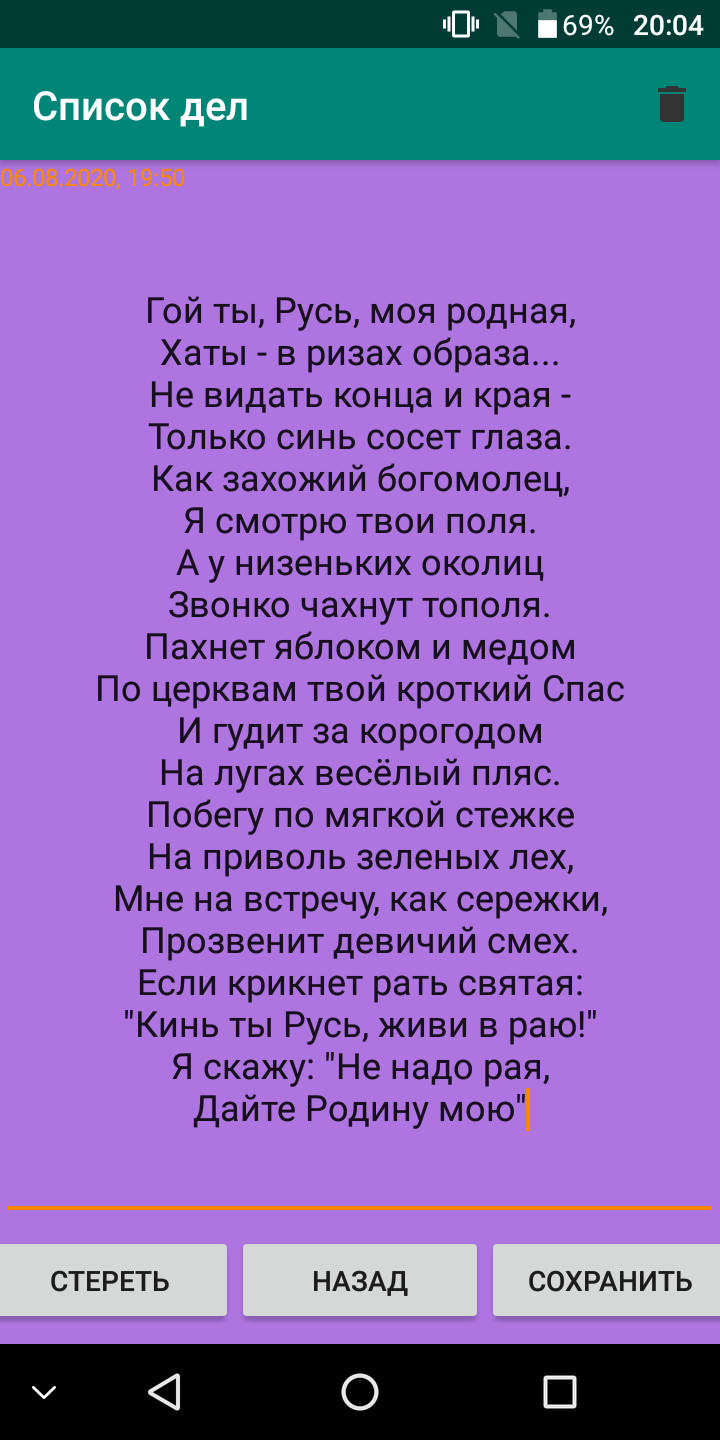 69% 20:04
Список дел
06.08.2020, 19:50
Гой ты, Русь, моя родная,
Хаты - в ризах образа...
Не видать конца и края -
Только синь сосет глаза.
Как захожий богомолец,
Я смотрю твои поля.
А у низеньких околиц
Звонко чахнут тополя.
Пахнет яблоком и медом
По церквам твой кроткий Спас
И гудит за корогодом
На лугах весёлый пляс.
Побегу по мягкой стежке
На приволь зеленых лех,
Мне на встречу, как сережки,
Прозвенит девичий смех.
Если крикнет рать святая:
"Кинь ты Русь, живи в раю!"
Я скажу: "Не надо рая,
Дайте Родину мою"
СТЕРЕТЬ НАЗАД СОХРАНИТЬ